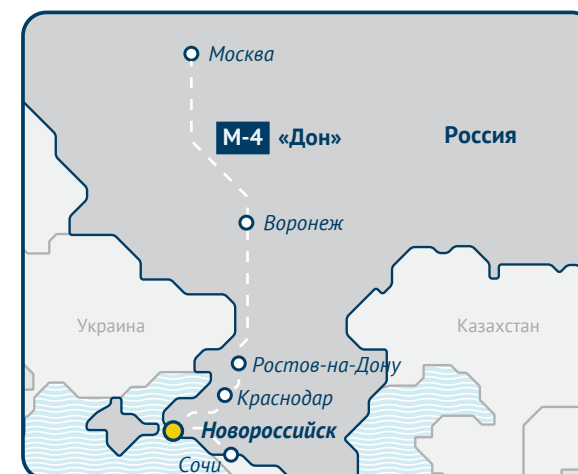 Москва
М-4 «Дон»
Россия
Воронеж
Украина
Казахстан
Ростов-на-Дону
Краснодар
Новороссийск
Сочи